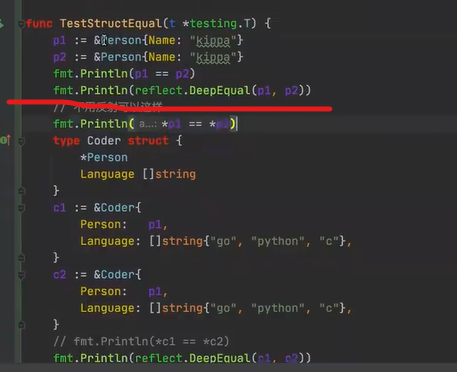 func TestStructEqual(t *testing.T) {
p1 := &Person{Name: "kippa"}
p2 := &Person{Name: "kippa"}
fmt.Println(p1 == p2)
fmt.Println(reflect.DeepEqual(p1, p2))
// 不用反射可以这样
fmt.Println( a...: *p1 == *p2)
type Coder struct {
*Person
Language []string
}
c1 := &Coder{
Person: p1,
Language: []string{"go", "python", "c"},
}
c2 := &Coder{
Person: p1,
Language: []string{"go", "python", "c"},
}
// fmt.Println(*c1 == *c2)
fmt.Println(reflect.DeepEqual(c1, c2))